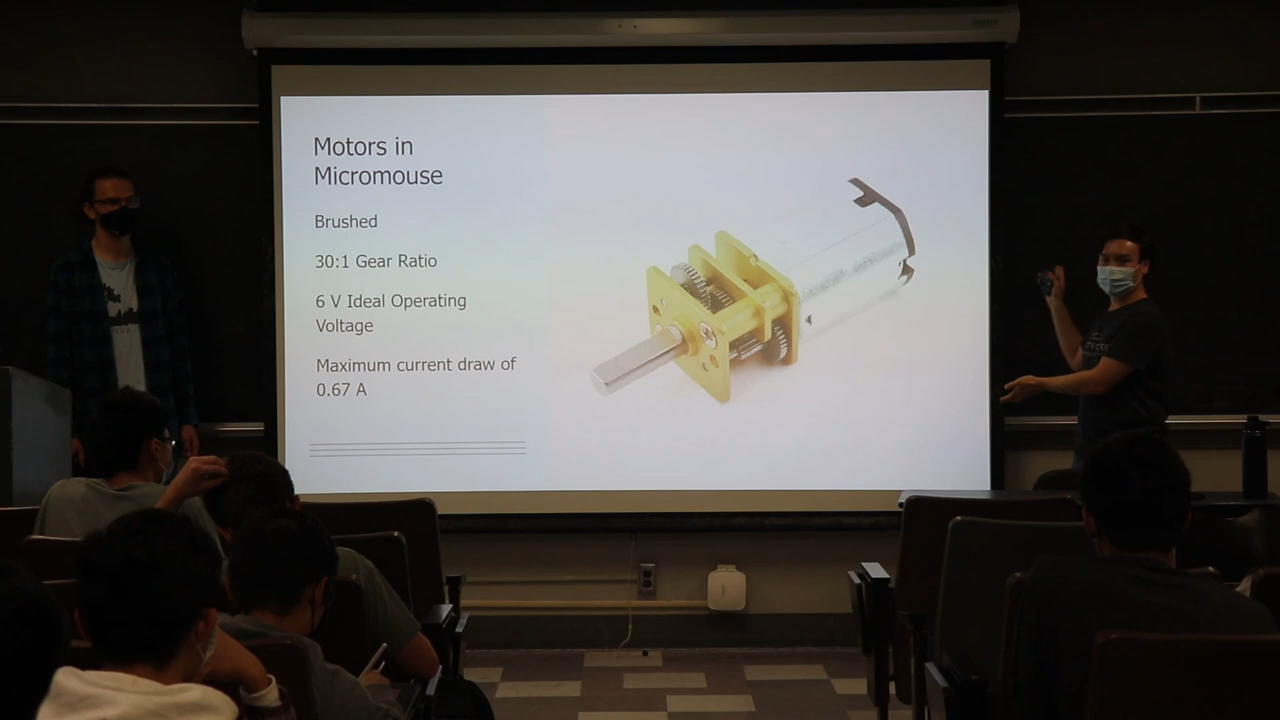 Motors in
Micromouse
Brushed
30:1 Gear Ratio
6 V Ideal Operating
Voltage
Maximum current draw of
0.67 A